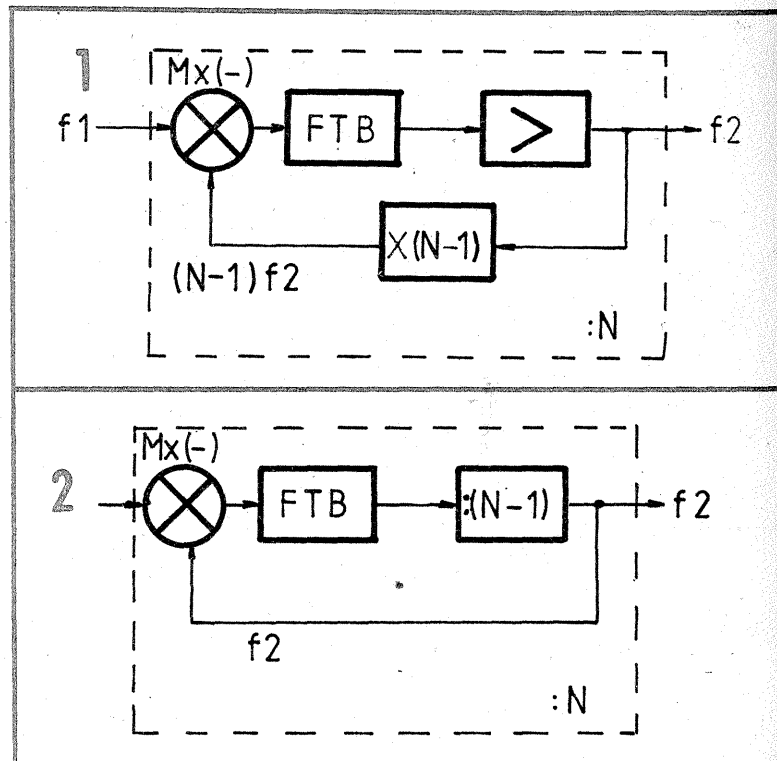 1
Mx(-)
f1
FTB
>
f2
X(N-1)
(N-1)f2
:N
2
Mx(-)
FTB
:(N-1)
f2
f2
:N